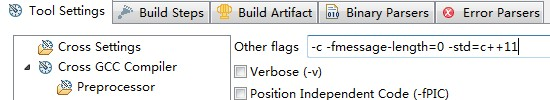 Tool Settings Build Steps Build Artifact Binary Parsers Error Parsers
Cross Settings
Cross GCC Compiler
Preprocessor
Other flags -c -fmessage-length=0 -std=c++11
Verbose (-v)
Position Independent Code (-fPIC)